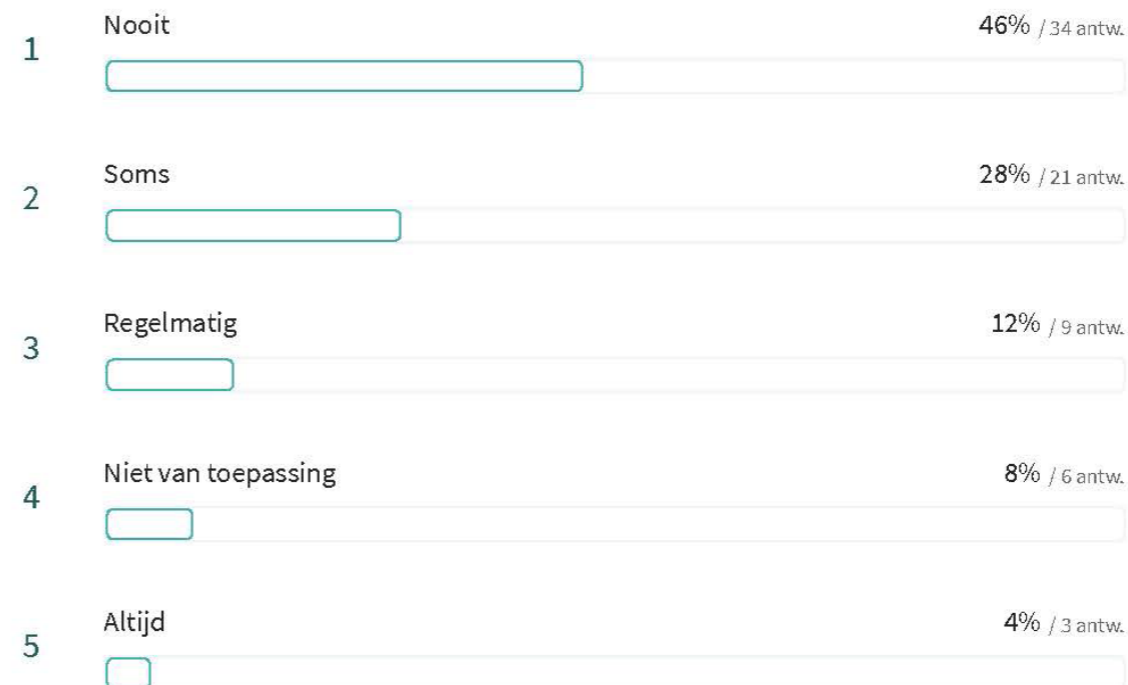 1
Nooit 46% / 34 antw.
2
Soms 28% / 21 antw.
3
Regelmatig 12% / 9 antw.
4
Niet van toepassing 8% / 6 antw.
5
Altijd 4% / 3 antw.